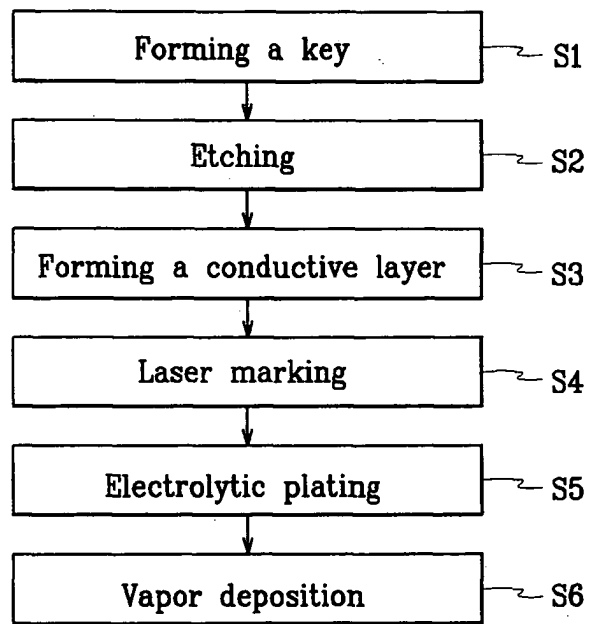 Forming a key S1
Etching S2
Forming a conductive layer S3
Laser marking S4
Electrolytic plating S5
Vapor deposition S6